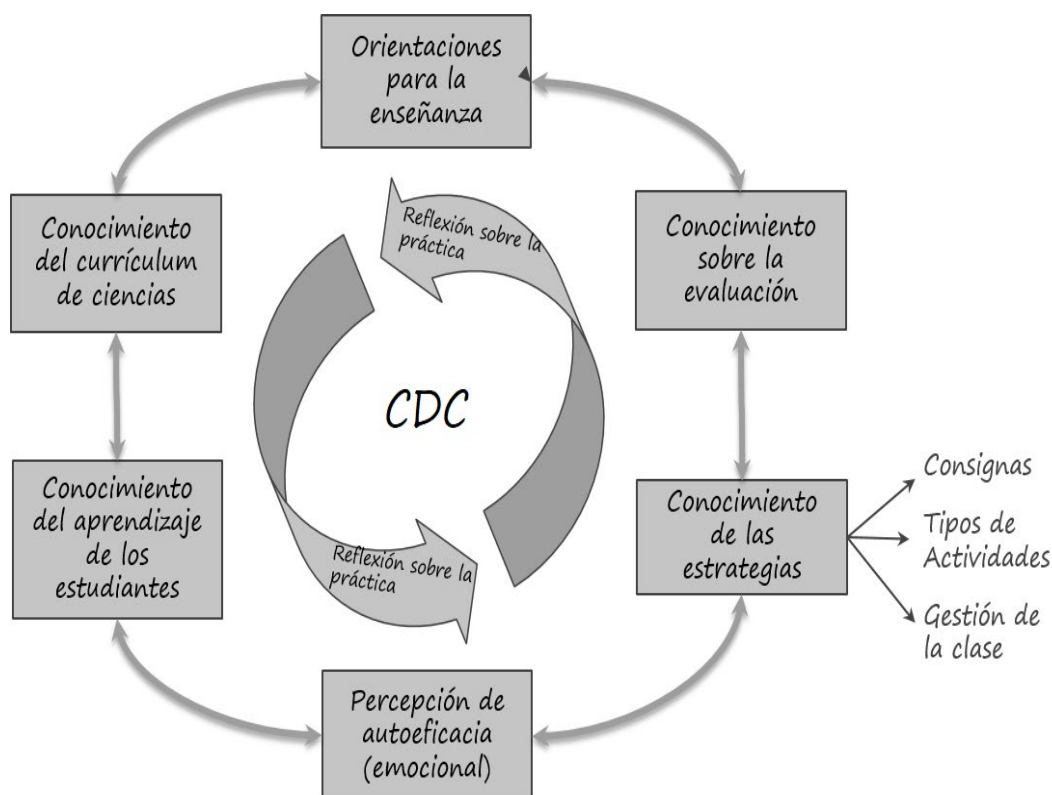 Orientaciones
para la
enseñanza
Conocimiento
del currículum
de ciencias
Reflexión sobre la
práctica
Conocimiento
sobre la
evaluación
CDC
Conocimiento
del aprendizaje
de los
estudiantes
Reflexión sobre la
práctica
Conocimiento
de las
estrategias
Consignas
Tipos de
Actividades
Gestión de
la clase
Percepción de
autoeficacia
(emocional)